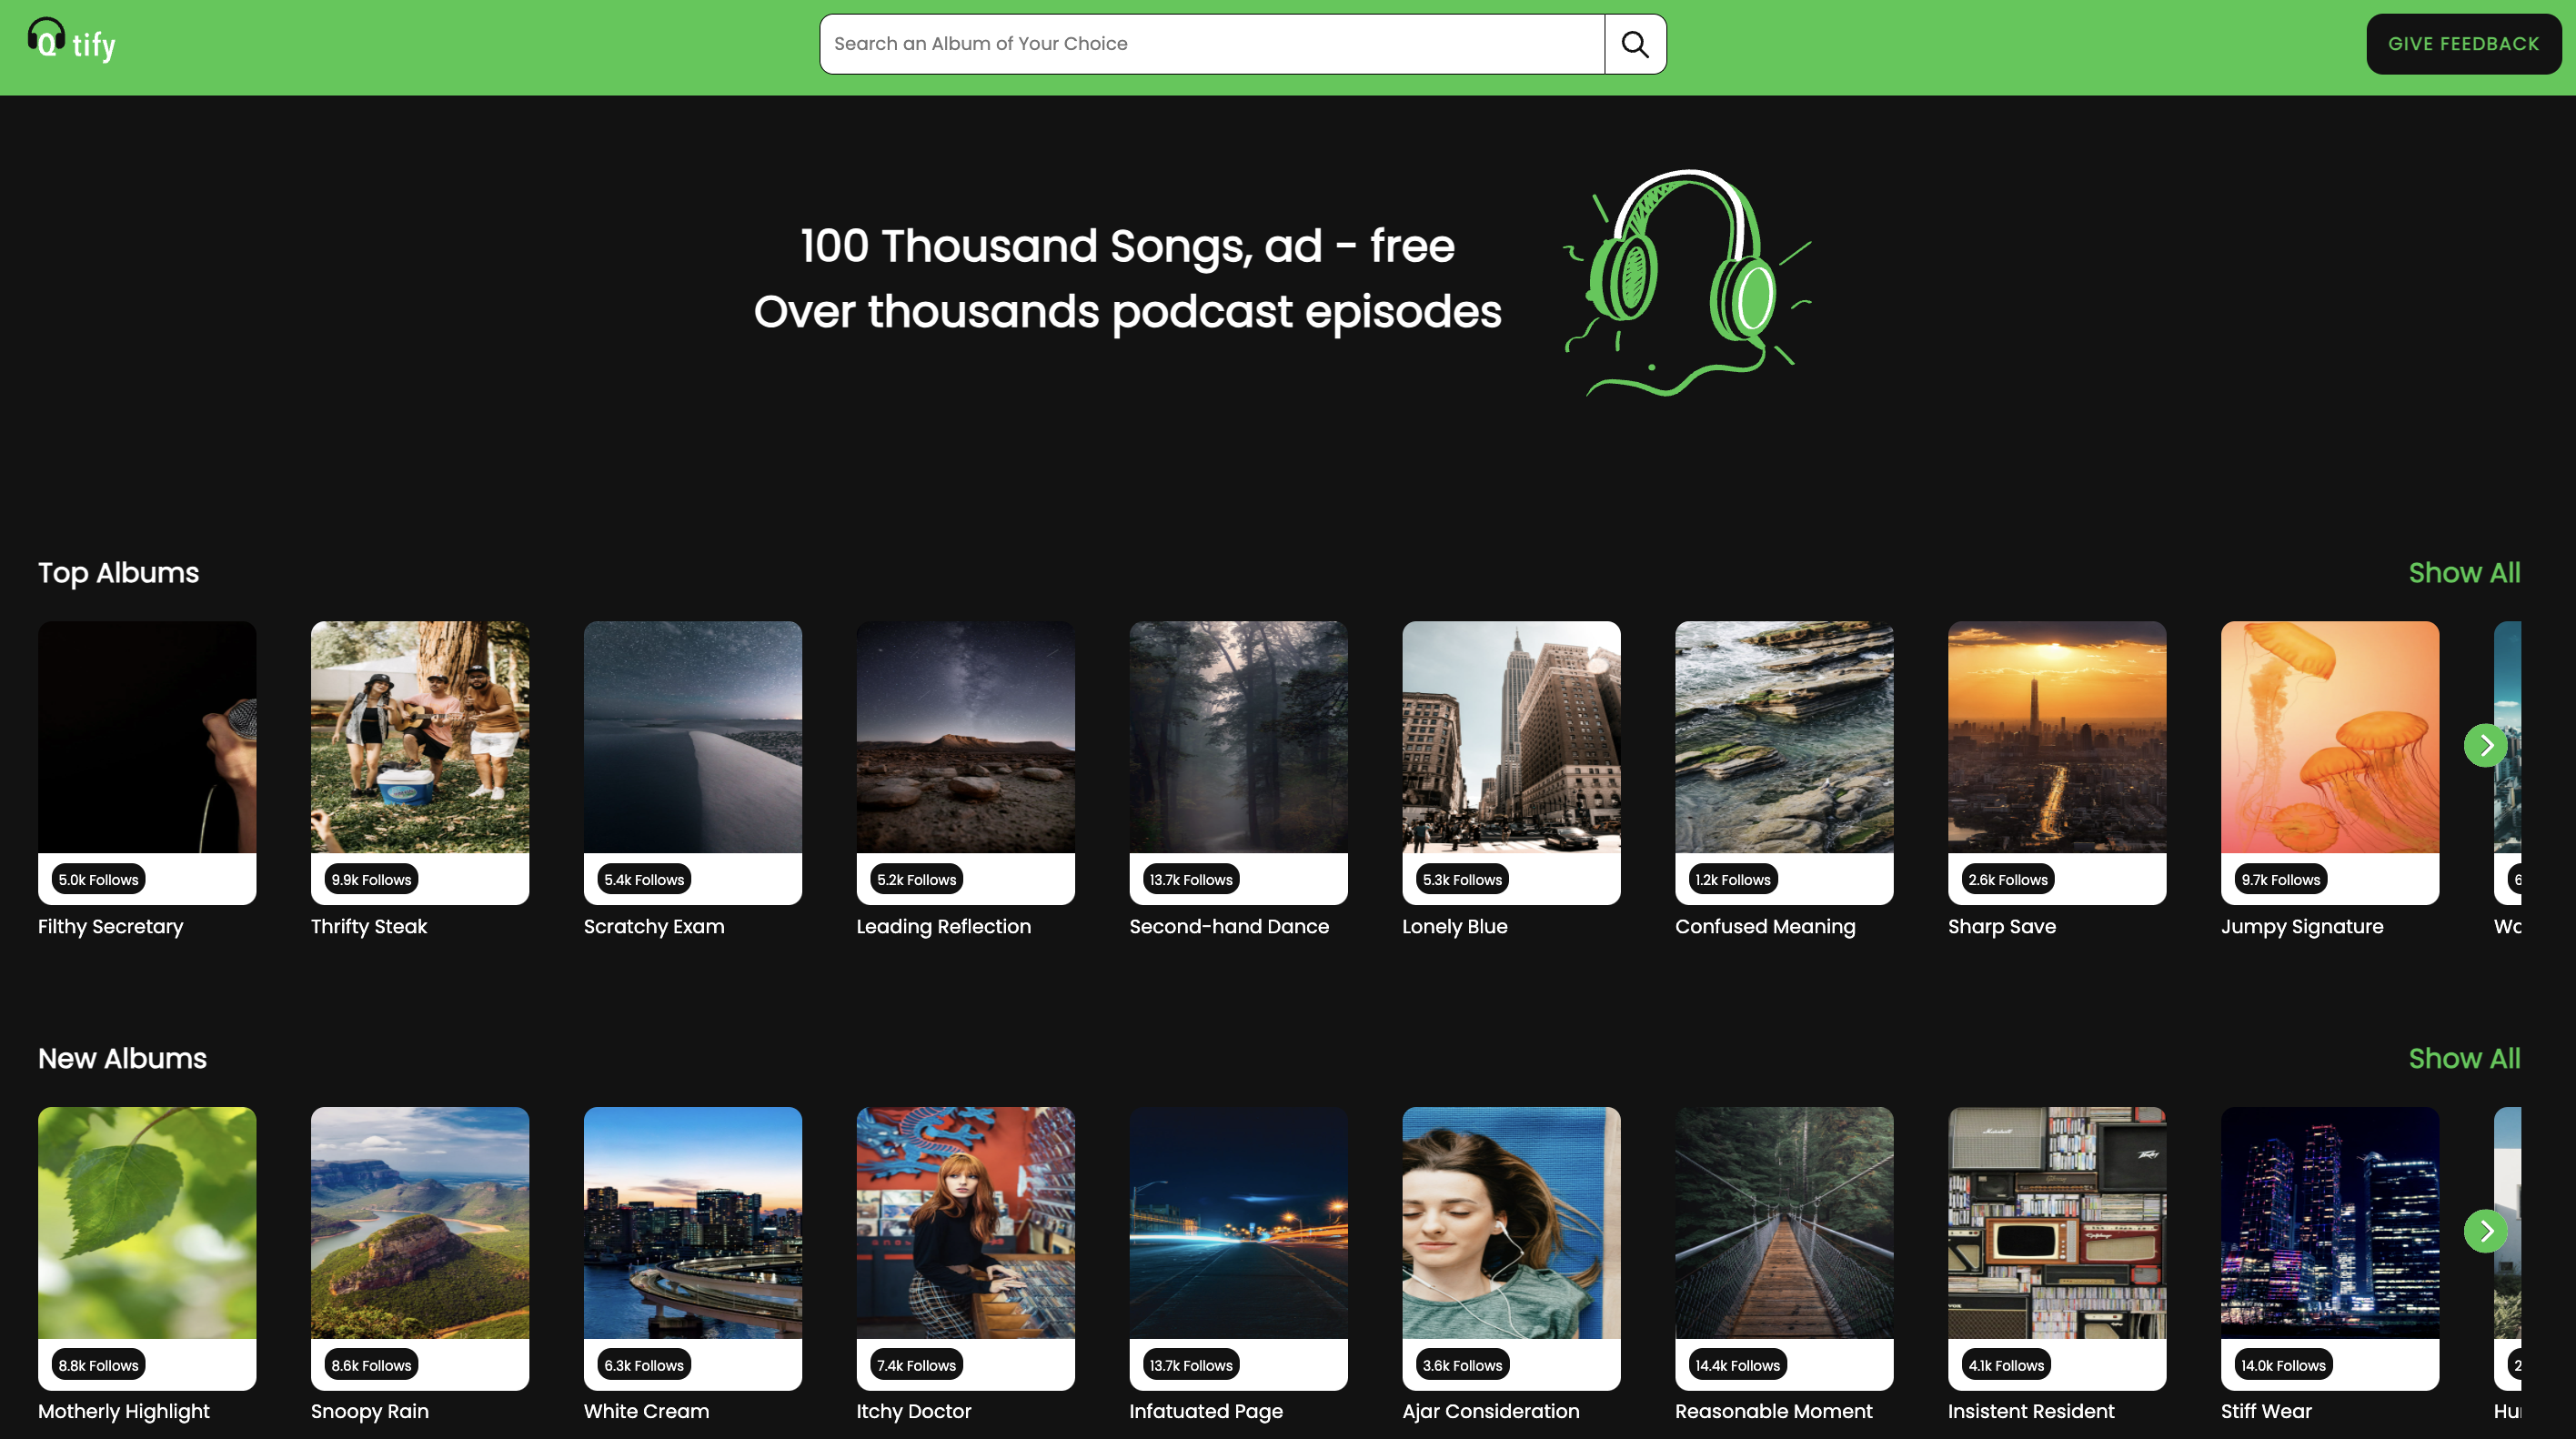 Qtify
Search an Album of Your Choice
GIVE FEEDBACK
100 Thousand Songs, ad - free
Over thousands podcast episodes
Top Albums
Show All
5.0k Follows
9.9k Follows
5.4k Follows
5.2k Follows
13.7k Follows
5.3k Follows
1.2k Follows
2.6k Follows
9.7k Follows
6
Filthy Secretary
Thrifty Steak
Scratchy Exam
Leading Reflection
Second-hand Dance
Lonely Blue
Confused Meaning
Sharp Save
Jumpy Signature
Wo
New Albums
Show All
Marshall
PEAVEY
8.8k Follows
8.6k Follows
6.3k Follows
7.4k Follows
13.7k Follows
3.6k Follows
14.4k Follows
4.1k Follows
14.0k Follows
2
Motherly Highlight
Snoopy Rain
White Cream
Itchy Doctor
Infatuated Page
Ajar Consideration
Reasonable Moment
Insistent Resident
Stiff Wear